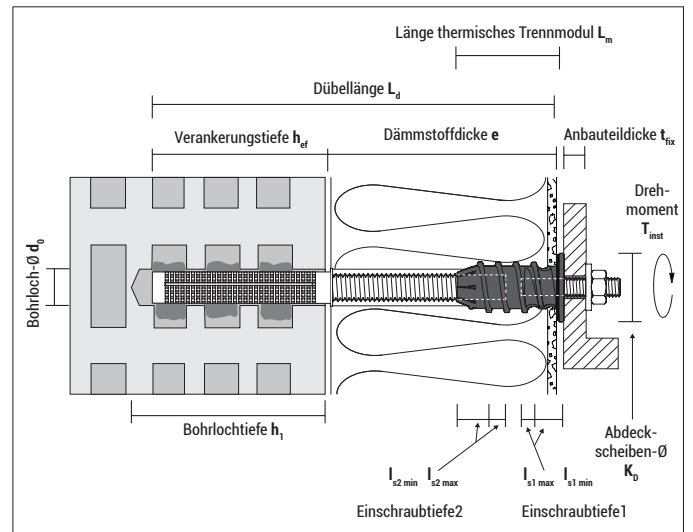 Länge thermisches Trennmodul Lm
Dübellänge Ld
Verankerungstiefe hef
Dämmstoffdicke e
Anbauteildicke tfix
Dreh-
moment
Tinst
Bohrloch-Ø d0
Bohrlochtiefe h1
Abdeck-
scheiben-Ø
KD
ls2 min ls2 max
ls1 max ls1 min
Einschraubtiefe2
Einschraubtiefe1